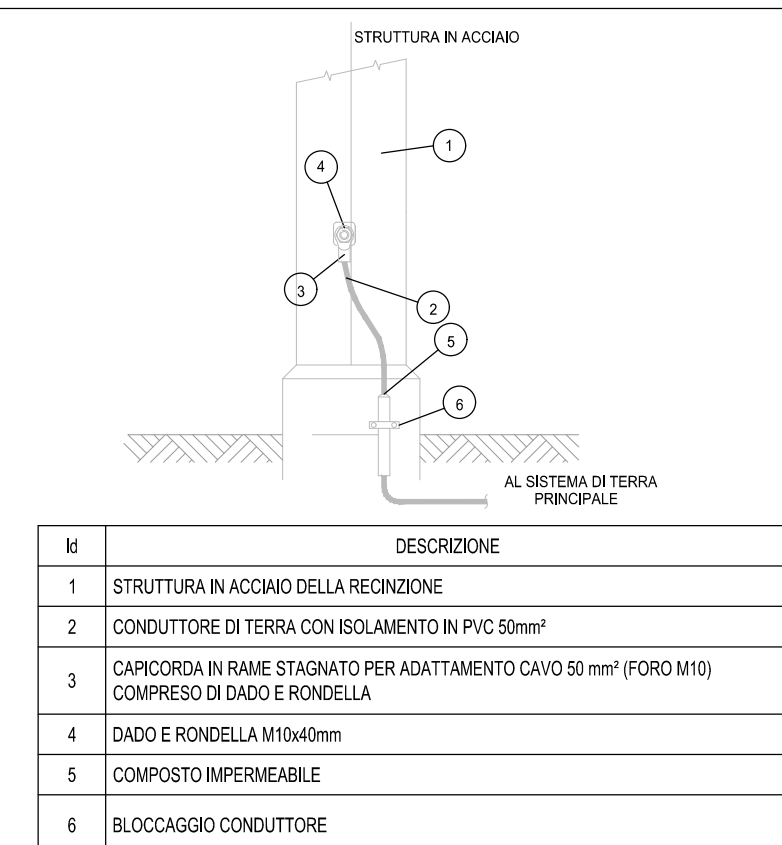 STRUTTURA IN ACCIAIO
1
4
3
2
5
6
AL SISTEMA DI TERRA
PRINCIPALE
Id DESCRIZIONE
1 STRUTTURA IN ACCIAIO DELLA RECINZIONE
2 CONDUTTORE DI TERRA CON ISOLAMENTO IN PVC 50mm²
3 CAPICORDA IN RAME STAGNATO PER ADATTAMENTO CAVO 50 mm² (FORO M10)
COMPRESO DI DADO E RONDELLA
4 DADO E RONDELLA M10x40mm
5 COMPOSTO IMPERMEABILE
6 BLOCCAGGIO CONDUTTORE